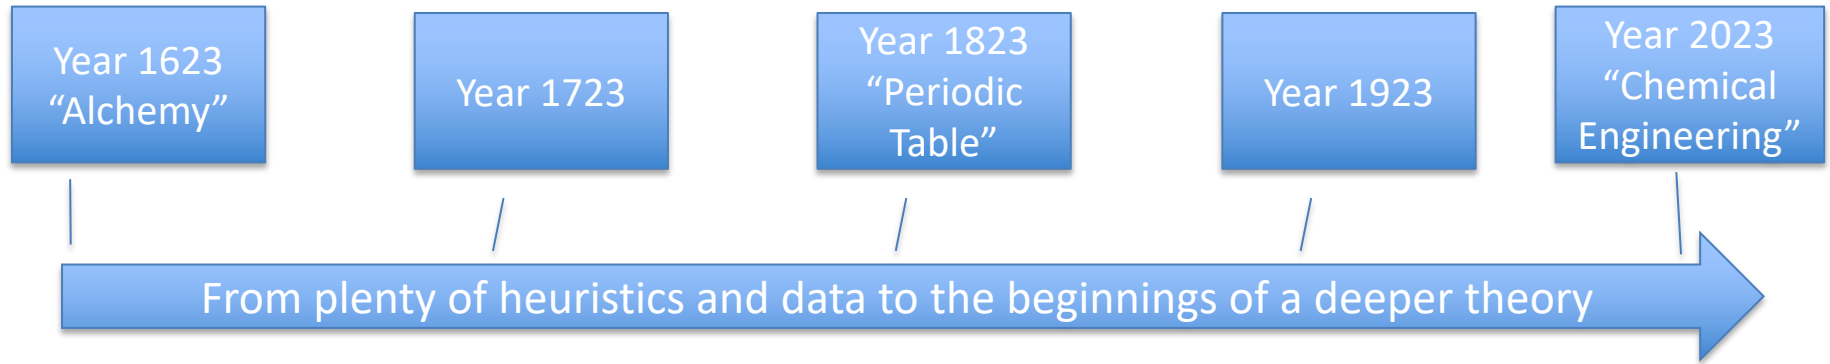 Year 1623
“Alchemy”
Year 1723
Year 1823
“Periodic
Table”
Year 1923
Year 2023
“Chemical
Engineering”
From plenty of heuristics and data to the beginnings of a deeper theory